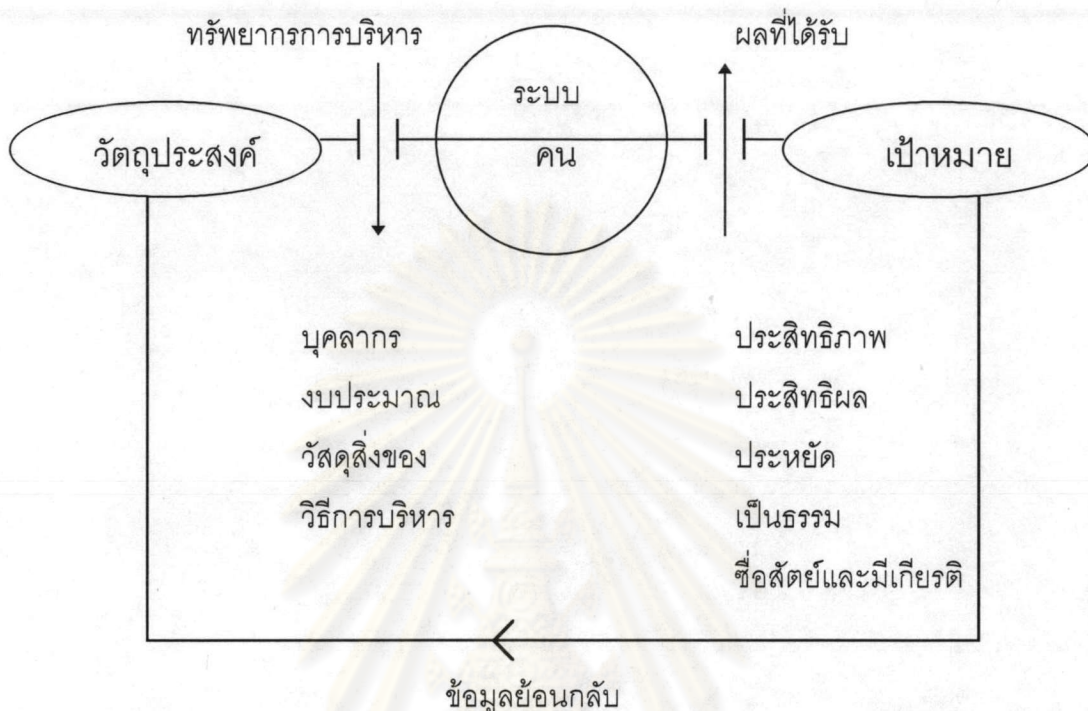 ทรัพยากรการบริหาร
ผลที่ได้รับ
ระบบ
วัตถุประสงค์
คน
เป้าหมาย
บุคลากร
ประสิทธิภาพ
งบประมาณ
ประสิทธิผล
วัสดุสิ่งของ
ประหยัด
วิธีการบริหาร
เป็นธรรม
ซื่อสัตย์และมีเกียรติ
ข้อมูลย้อนกลับ